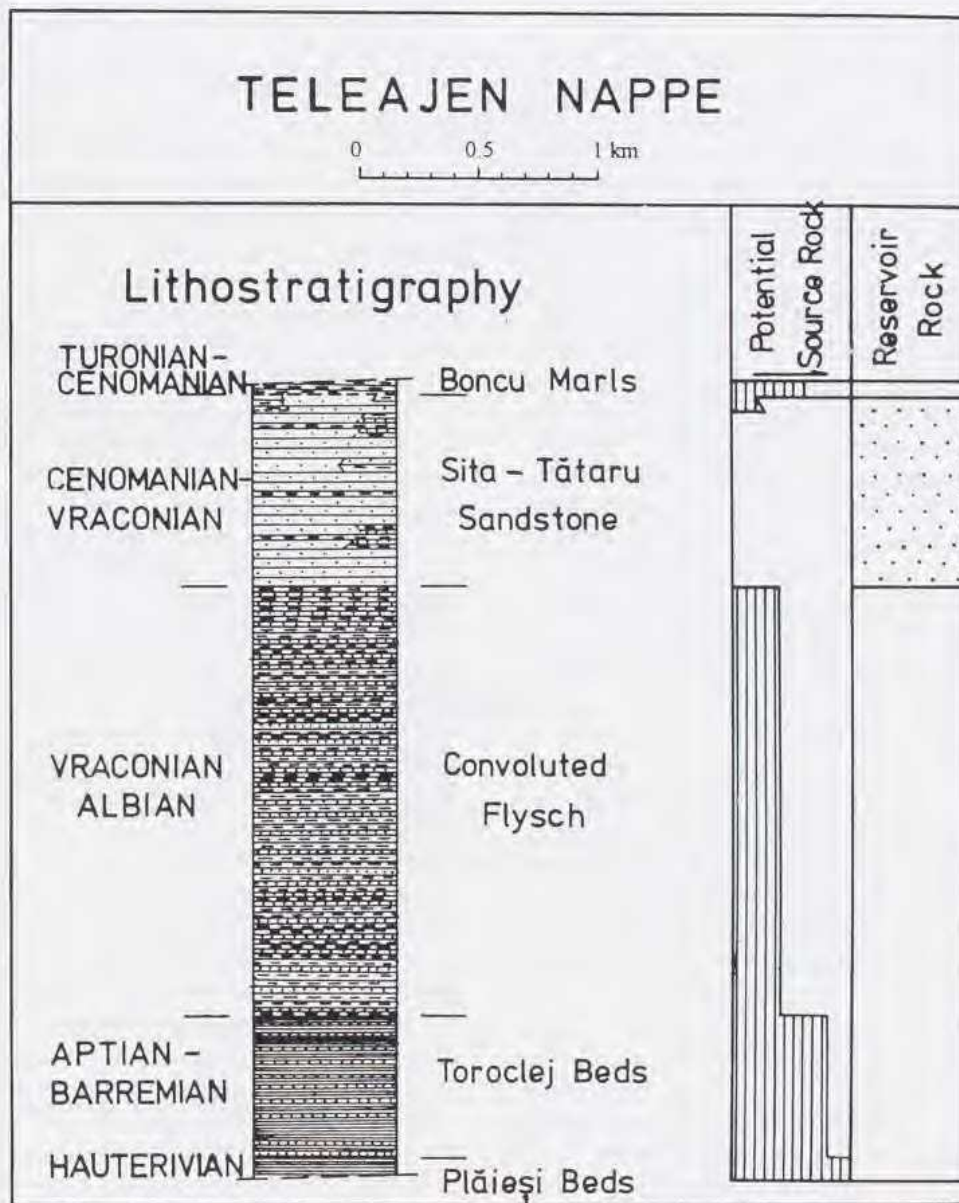 TELEAJEN NAPPE
0 0.5 1 km
Lithostratigraphy
Potential
Source Rock
Reservoir
Rock
TURONIAN-
CENOMANIAN
Boncu Marls
CENOMANIAN-
VRACONIAN
Sita - Tătaru
Sandstone
VRACONIAN
ALBIAN
Convoluted
Flysch
APTIAN -
BARREMIAN
Toroclej Beds
HAUTERIVIAN
Plăieşi Beds